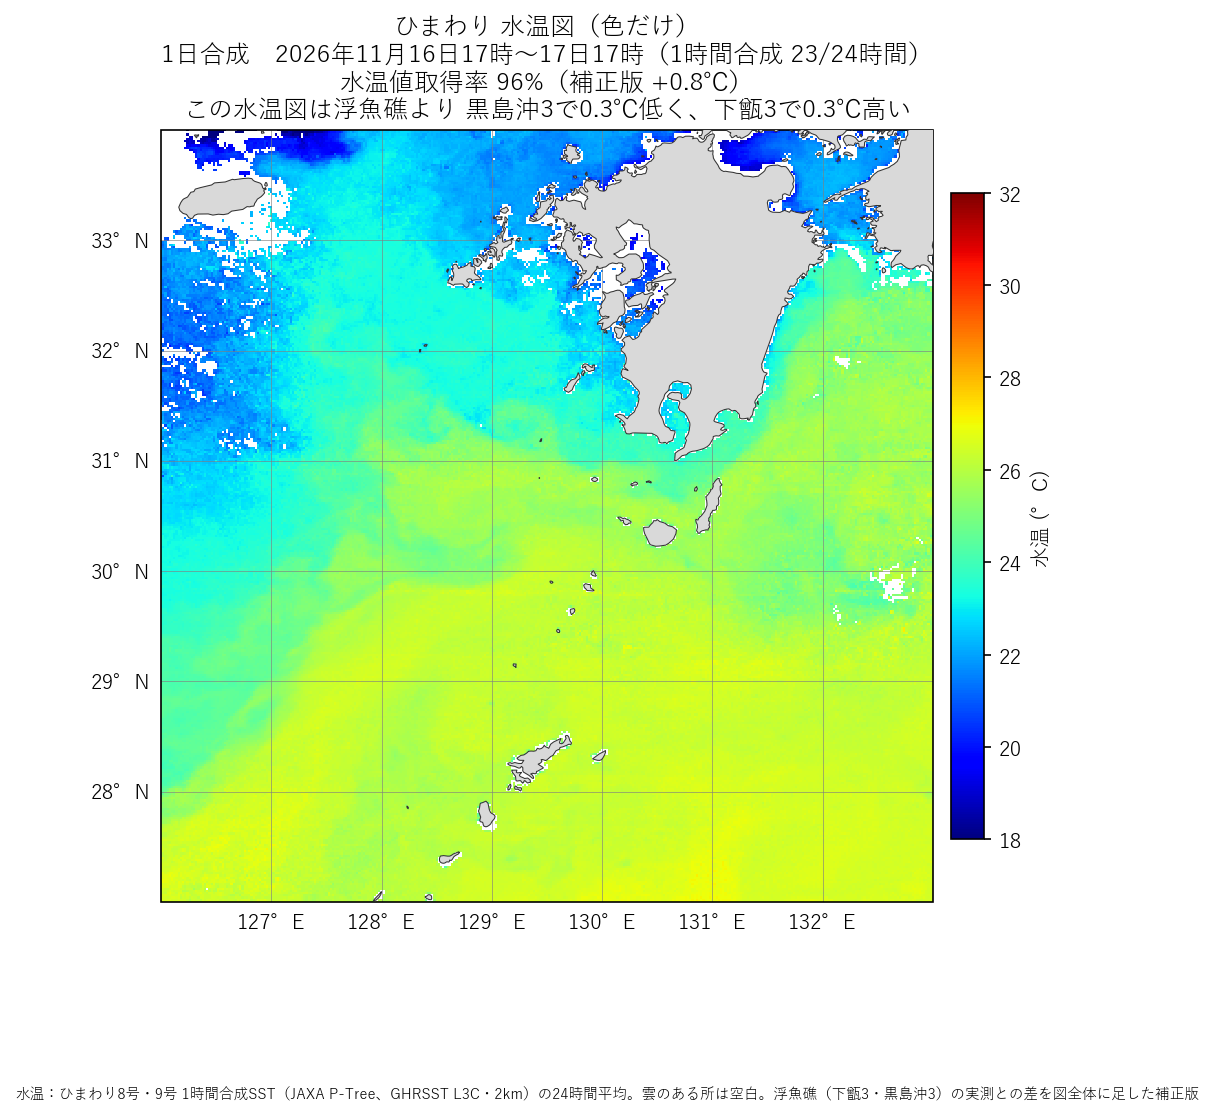 ひまわり 水温図（色だけ）
1日合成　2026年11月16日17時～17日17時（1時間合成 23/24時間）
水温値取得率 96%（補正版 +0.8℃）
この水温図は浮魚礁より 黒島沖3で0.3℃低く、下甑3で0.3℃高い
33° N
32° N
31° N
30° N
29° N
28° N
127° E
128° E
129° E
130° E
131° E
132° E
32
30
28
26
24
22
20
18
水温 (° C)
水温：ひまわり8号・9号 1時間合成SST（JAXA P-Tree、GHRSST L3C・2km）の24時間平均。雲のある所は空白。浮魚礁（下甑3・黒島沖3）の実測との差を図全体に足した補正版